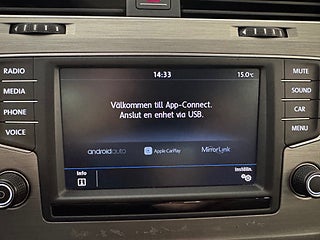 RADIO
MEDIA
PHONE
VOICE
14:33
15.0°C
Välkommen till App-Connect.
Anslut en enhet via USB.
androidauto
Apple CarPlay
MirrorLink
Info
Inställn.
MUTE
SOUND
CAR
MENU